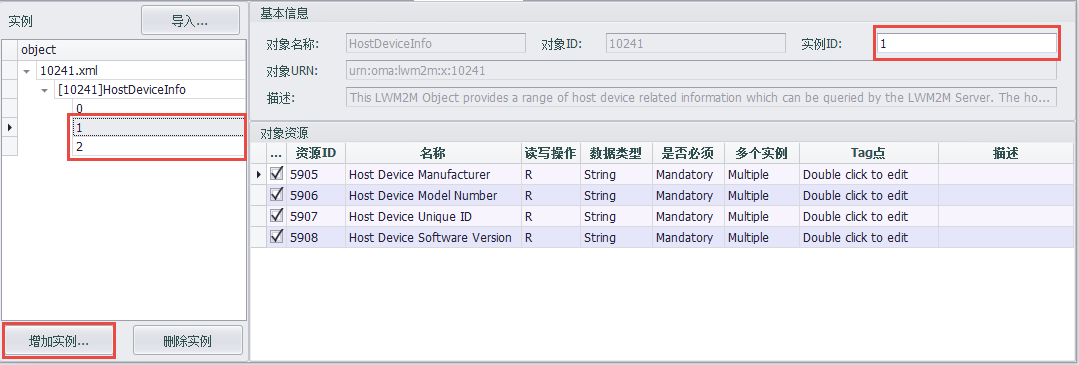 实例
导入...
object
10241.xml
[10241]HostDeviceInfo
0
1
2
增加实例...
删除实例
基本信息
对象名称: HostDeviceInfo 对象ID: 10241 实例ID: 1
对象URN: urn:oma:lwm2m:x:10241
描述: This LWM2M Object provides a range of host device related information which can be queried by the LWM2M Server. The ho...
对象资源
... 资源ID 名称 读写操作 数据类型 是否必须 多个实例 Tag点 描述
5905 Host Device Manufacturer R String Mandatory Multiple Double click to edit
5906 Host Device Model Number R String Mandatory Multiple Double click to edit
5907 Host Device Unique ID R String Mandatory Multiple Double click to edit
5908 Host Device Software Version R String Mandatory Multiple Double click to edit